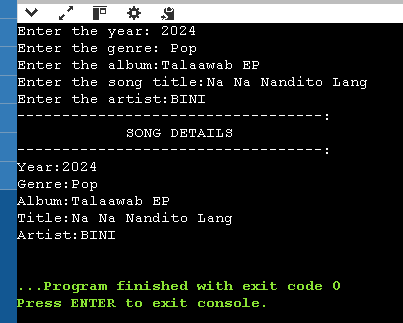 Enter the year: 2024
Enter the genre: Pop
Enter the album:Talaawab EP
Enter the song title:Na Na Nandito Lang
Enter the artist:BINI
----------------------------------:
SONG DETAILS
----------------------------------:
Year:2024
Genre:Pop
Album:Talaawab EP
Title:Na Na Nandito Lang
Artist:BINI
...Program finished with exit code 0
Press ENTER to exit console.